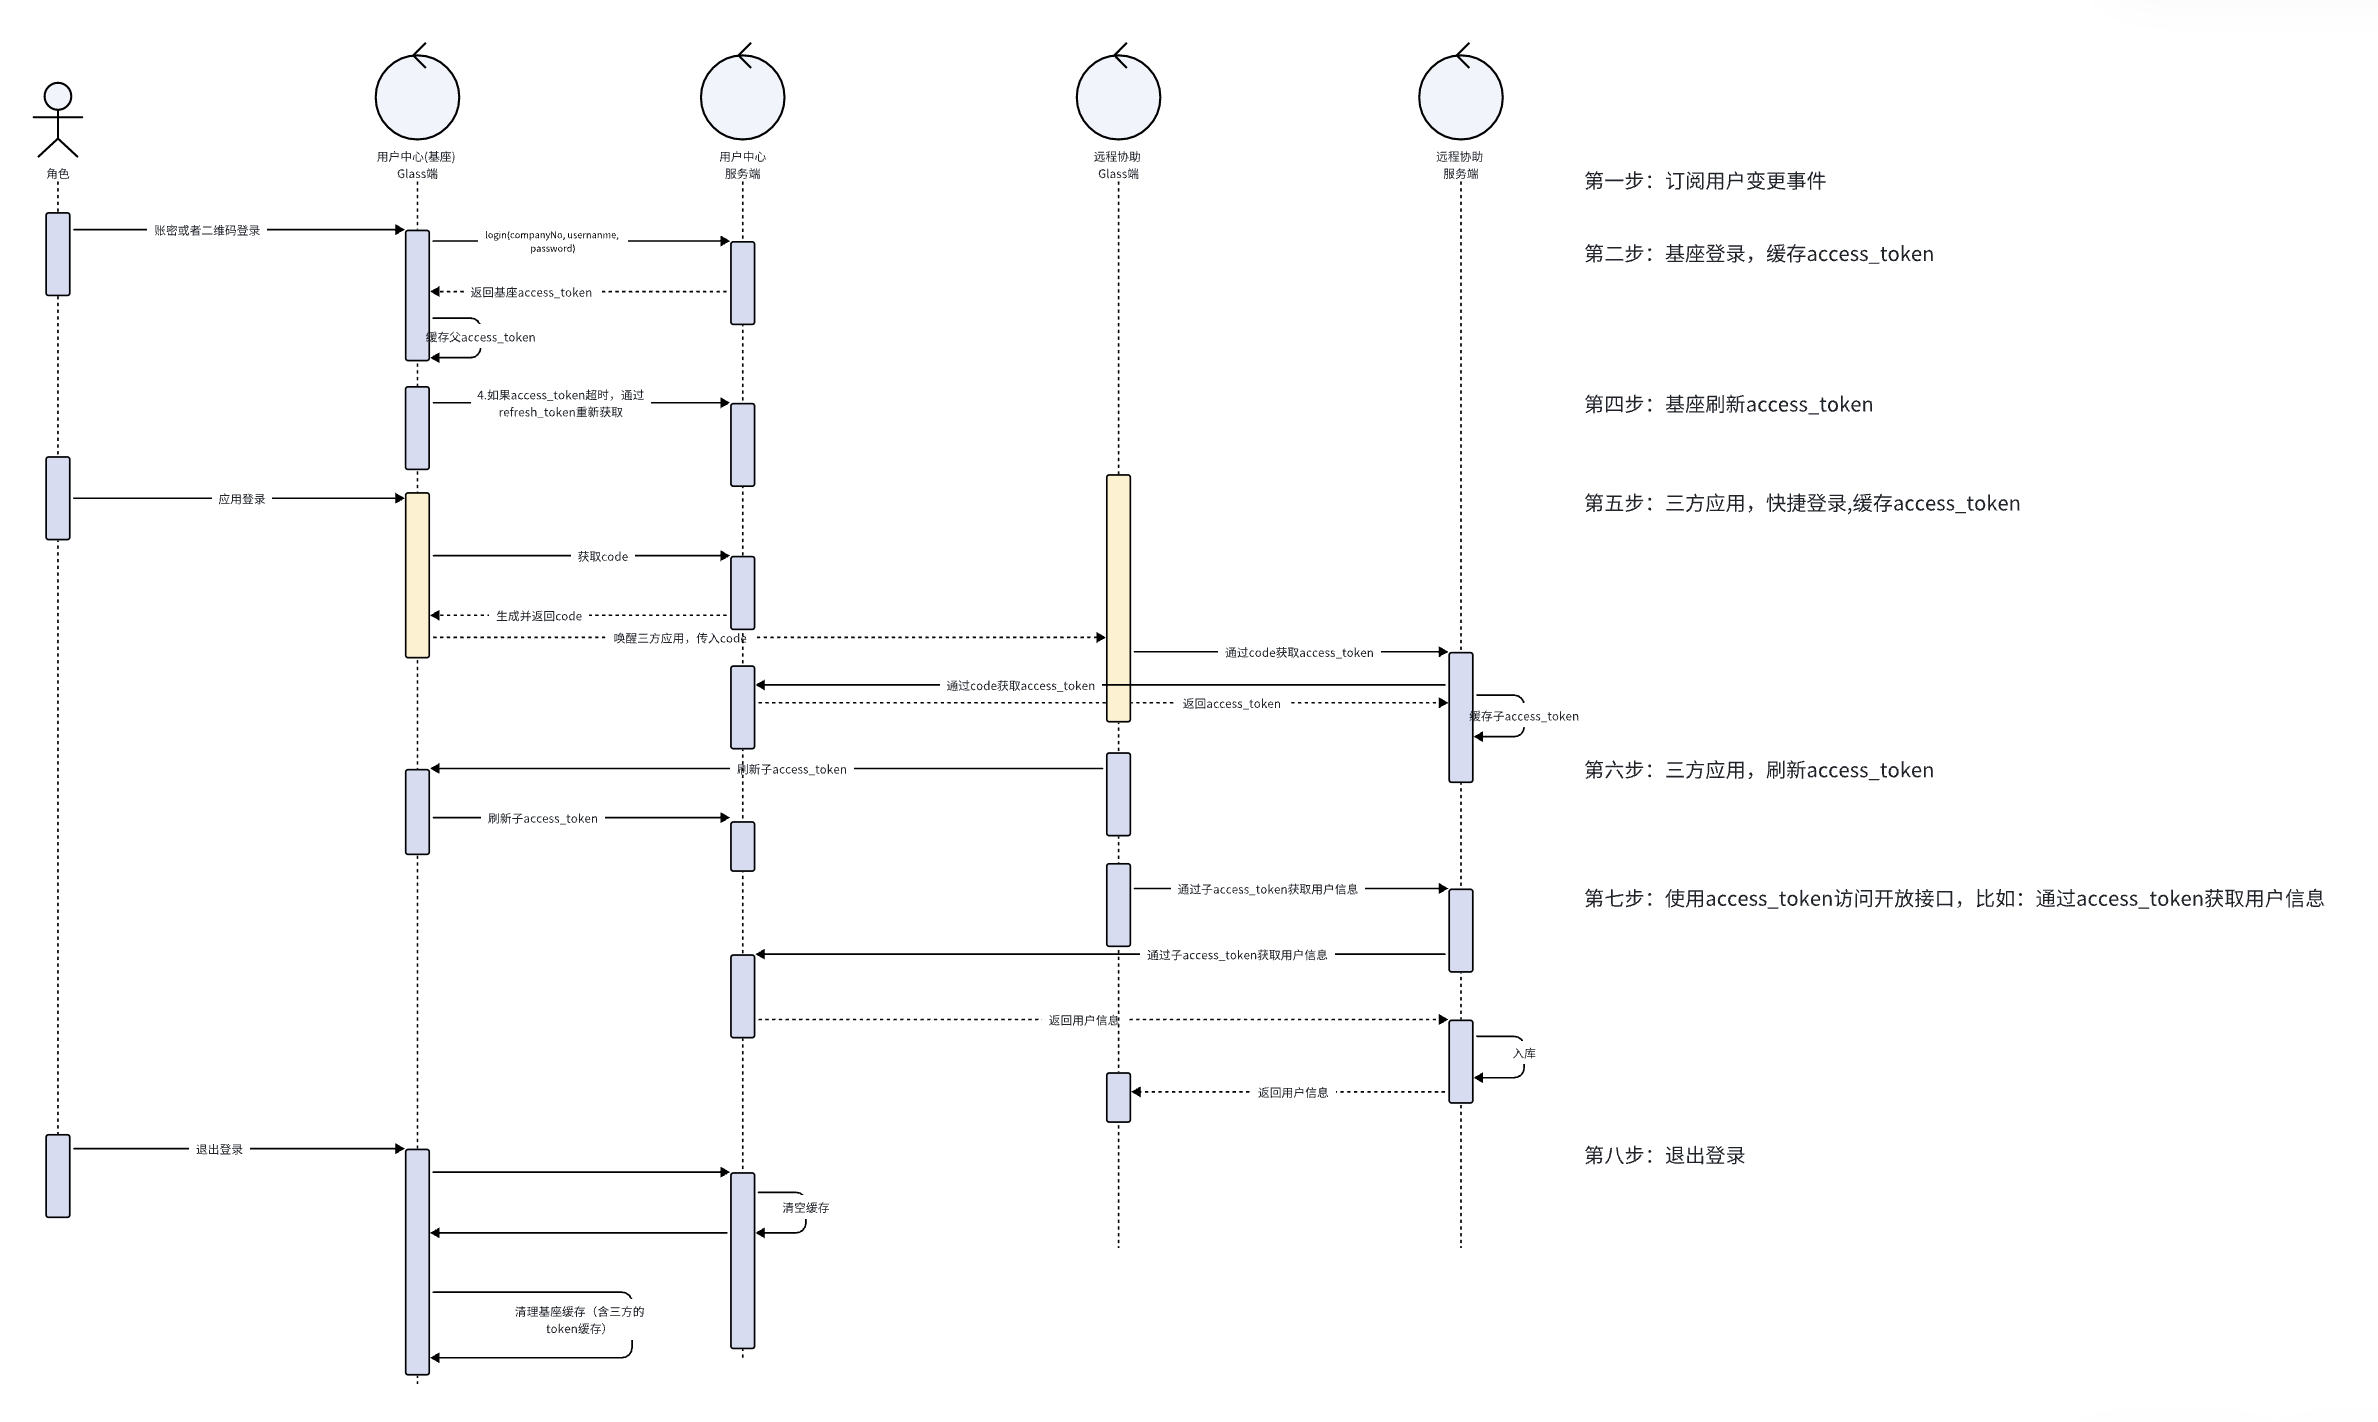 角色
用户中心(基座)
Glass端
用户中心
服务端
远程协助
Glass端
远程协助
服务端
第一步：订阅用户变更事件
账密或者二维码登录
login(companyNo, usernanme,
password)
第二步：基座登录，缓存access_token
返回基座access_token
缓存父access_token
4.如果access_token超时，通过
refresh_token重新获取
第四步：基座刷新access_token
应用登录
第五步：三方应用，快捷登录,缓存access_token
获取code
生成并返回code
唤醒三方应用，传入code
通过code获取access_token
通过code获取access_token
返回access_token
缓存子access_token
刷新子access_token
第六步：三方应用，刷新access_token
刷新子access_token
通过子access_token获取用户信息
第七步：使用access_token访问开放接口，比如：通过access_token获取用户信息
通过子access_token获取用户信息
返回用户信息
入库
返回用户信息
退出登录
第八步：退出登录
清空缓存
清理基座缓存（含三方的
token缓存）